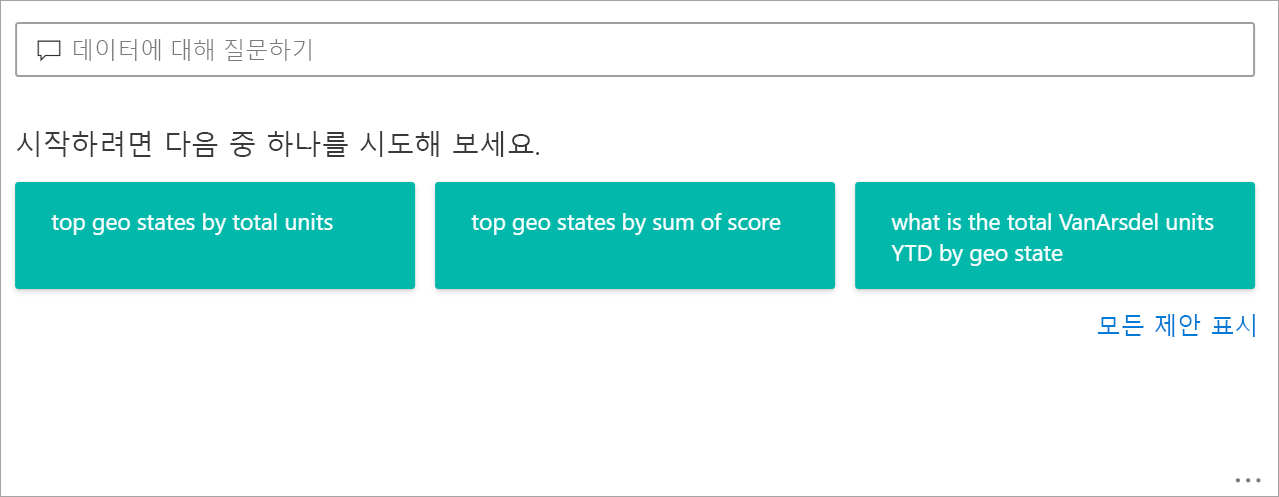 데이터에 대해 질문하기
시작하려면 다음 중 하나를 시도해 보세요.
top geo states by total units
top geo states by sum of score
what is the total VanArsdel units
YTD by geo state
모든 제안 표시